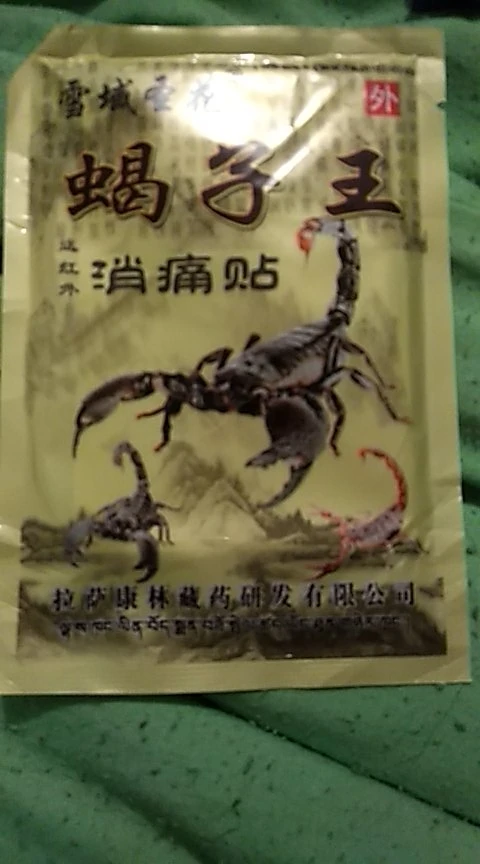 雪域雪花
外
蝎子王
远红外
消痛贴
拉萨康林藏药研发有限公司